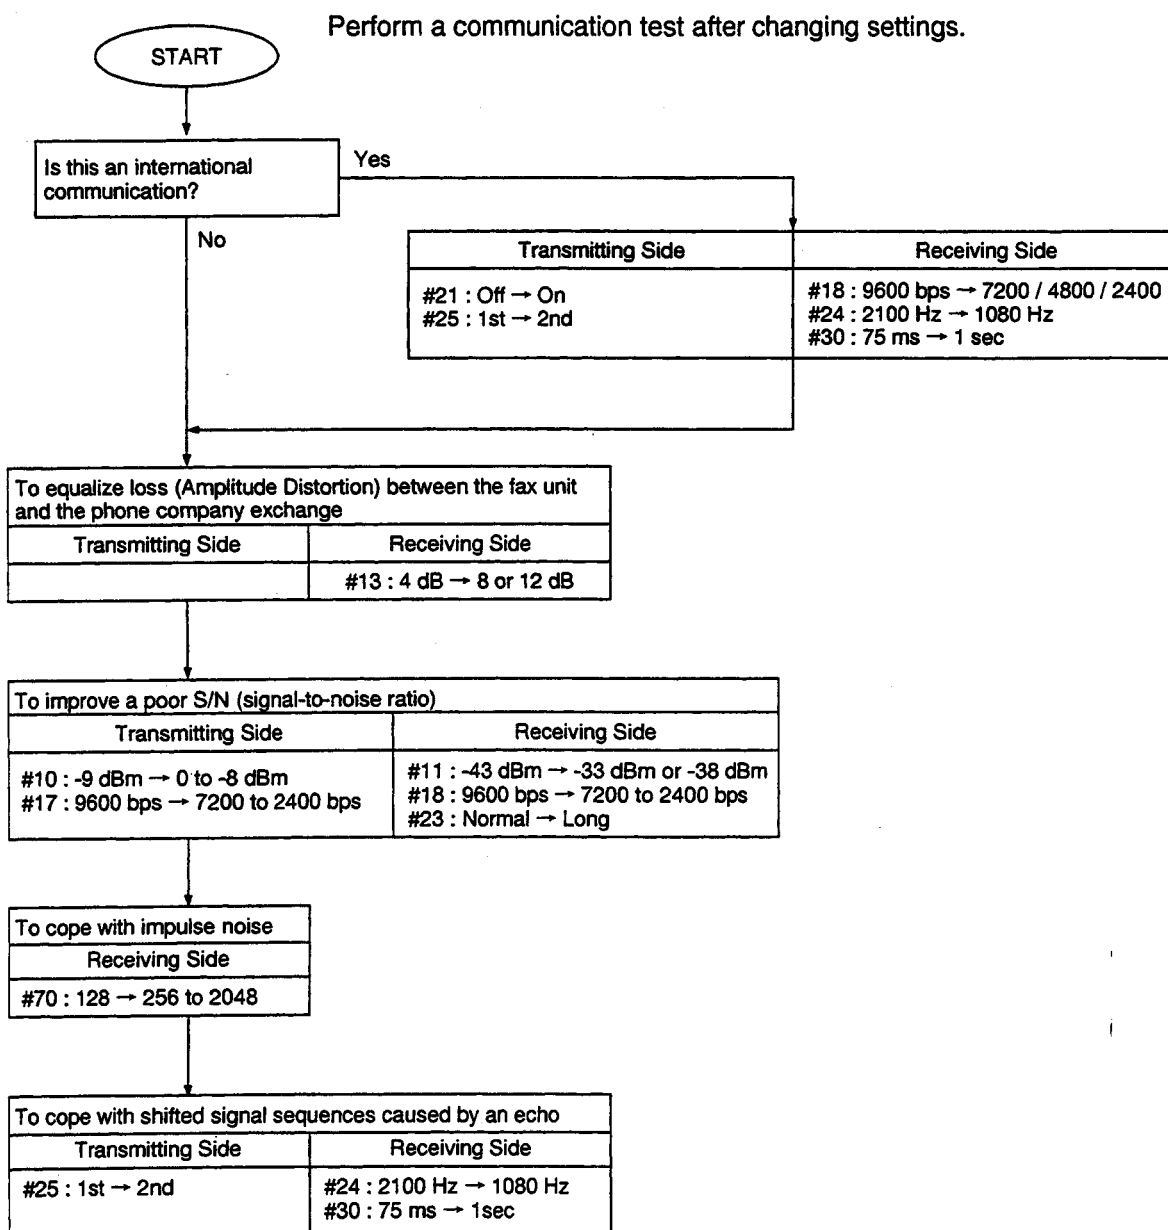 Perform a communication test after changing settings.
START
Is this an international
communication?
Yes
No
Transmitting Side
Receiving Side
#21 : Off → On
#25 : 1st → 2nd
#18 : 9600 bps → 7200 / 4800 / 2400
#24 : 2100 Hz → 1080 Hz
#30 : 75 ms → 1 sec
To equalize loss (Amplitude Distortion) between the fax unit
and the phone company exchange
Transmitting Side
Receiving Side
#13 : 4 dB → 8 or 12 dB
To improve a poor S/N (signal-to-noise ratio)
Transmitting Side
Receiving Side
#10 : -9 dBm → 0 to -8 dBm
#17 : 9600 bps → 7200 to 2400 bps
#11 : -43 dBm → -33 dBm or -38 dBm
#18 : 9600 bps → 7200 to 2400 bps
#23 : Normal → Long
To cope with impulse noise
Receiving Side
#70 : 128 → 256 to 2048
To cope with shifted signal sequences caused by an echo
Transmitting Side
Receiving Side
#25 : 1st → 2nd
#24 : 2100 Hz → 1080 Hz
#30 : 75 ms → 1sec